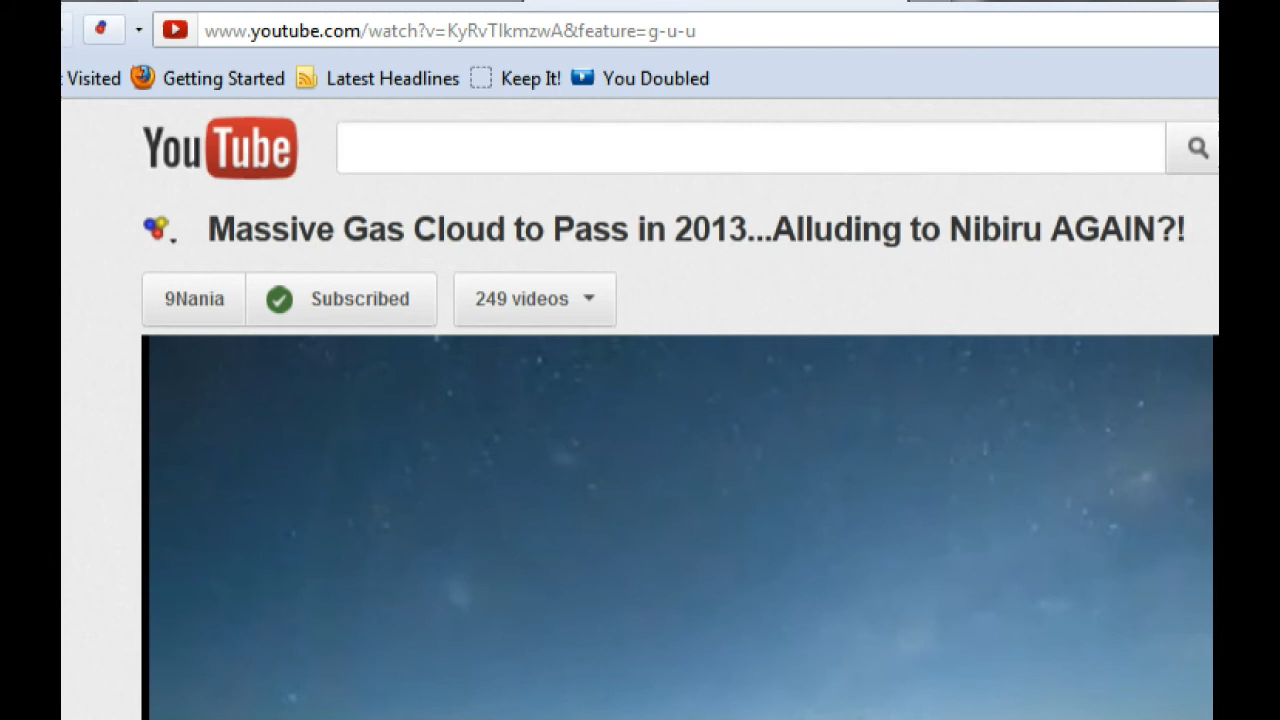 www.youtube.com/watch?v=KyRvTlkmzwA&feature=g-u-u
Visited Getting Started Latest Headlines Keep It! You Doubled
YouTube
Massive Gas Cloud to Pass in 2013...Alluding to Nibiru AGAIN?!
9Nania Subscribed 249 videos